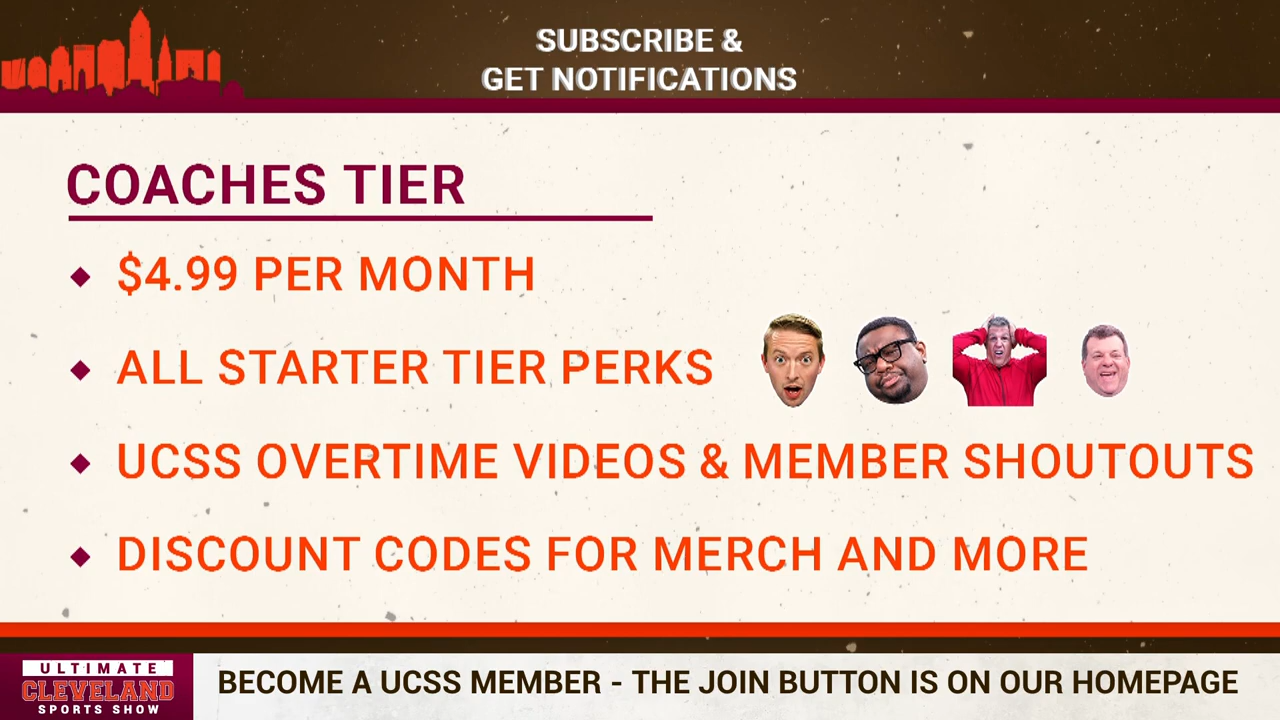 SUBSCRIBE &
GET NOTIFICATIONS
COACHES TIER
$4.99 PER MONTH
ALL STARTER TIER PERKS
UCSS OVERTIME VIDEOS & MEMBER SHOUTOUTS
DISCOUNT CODES FOR MERCH AND MORE
ULTIMATE
CLEVELAND
SPORTS SHOW
BECOME A UCSS MEMBER - THE JOIN BUTTON IS ON OUR HOMEPAGE